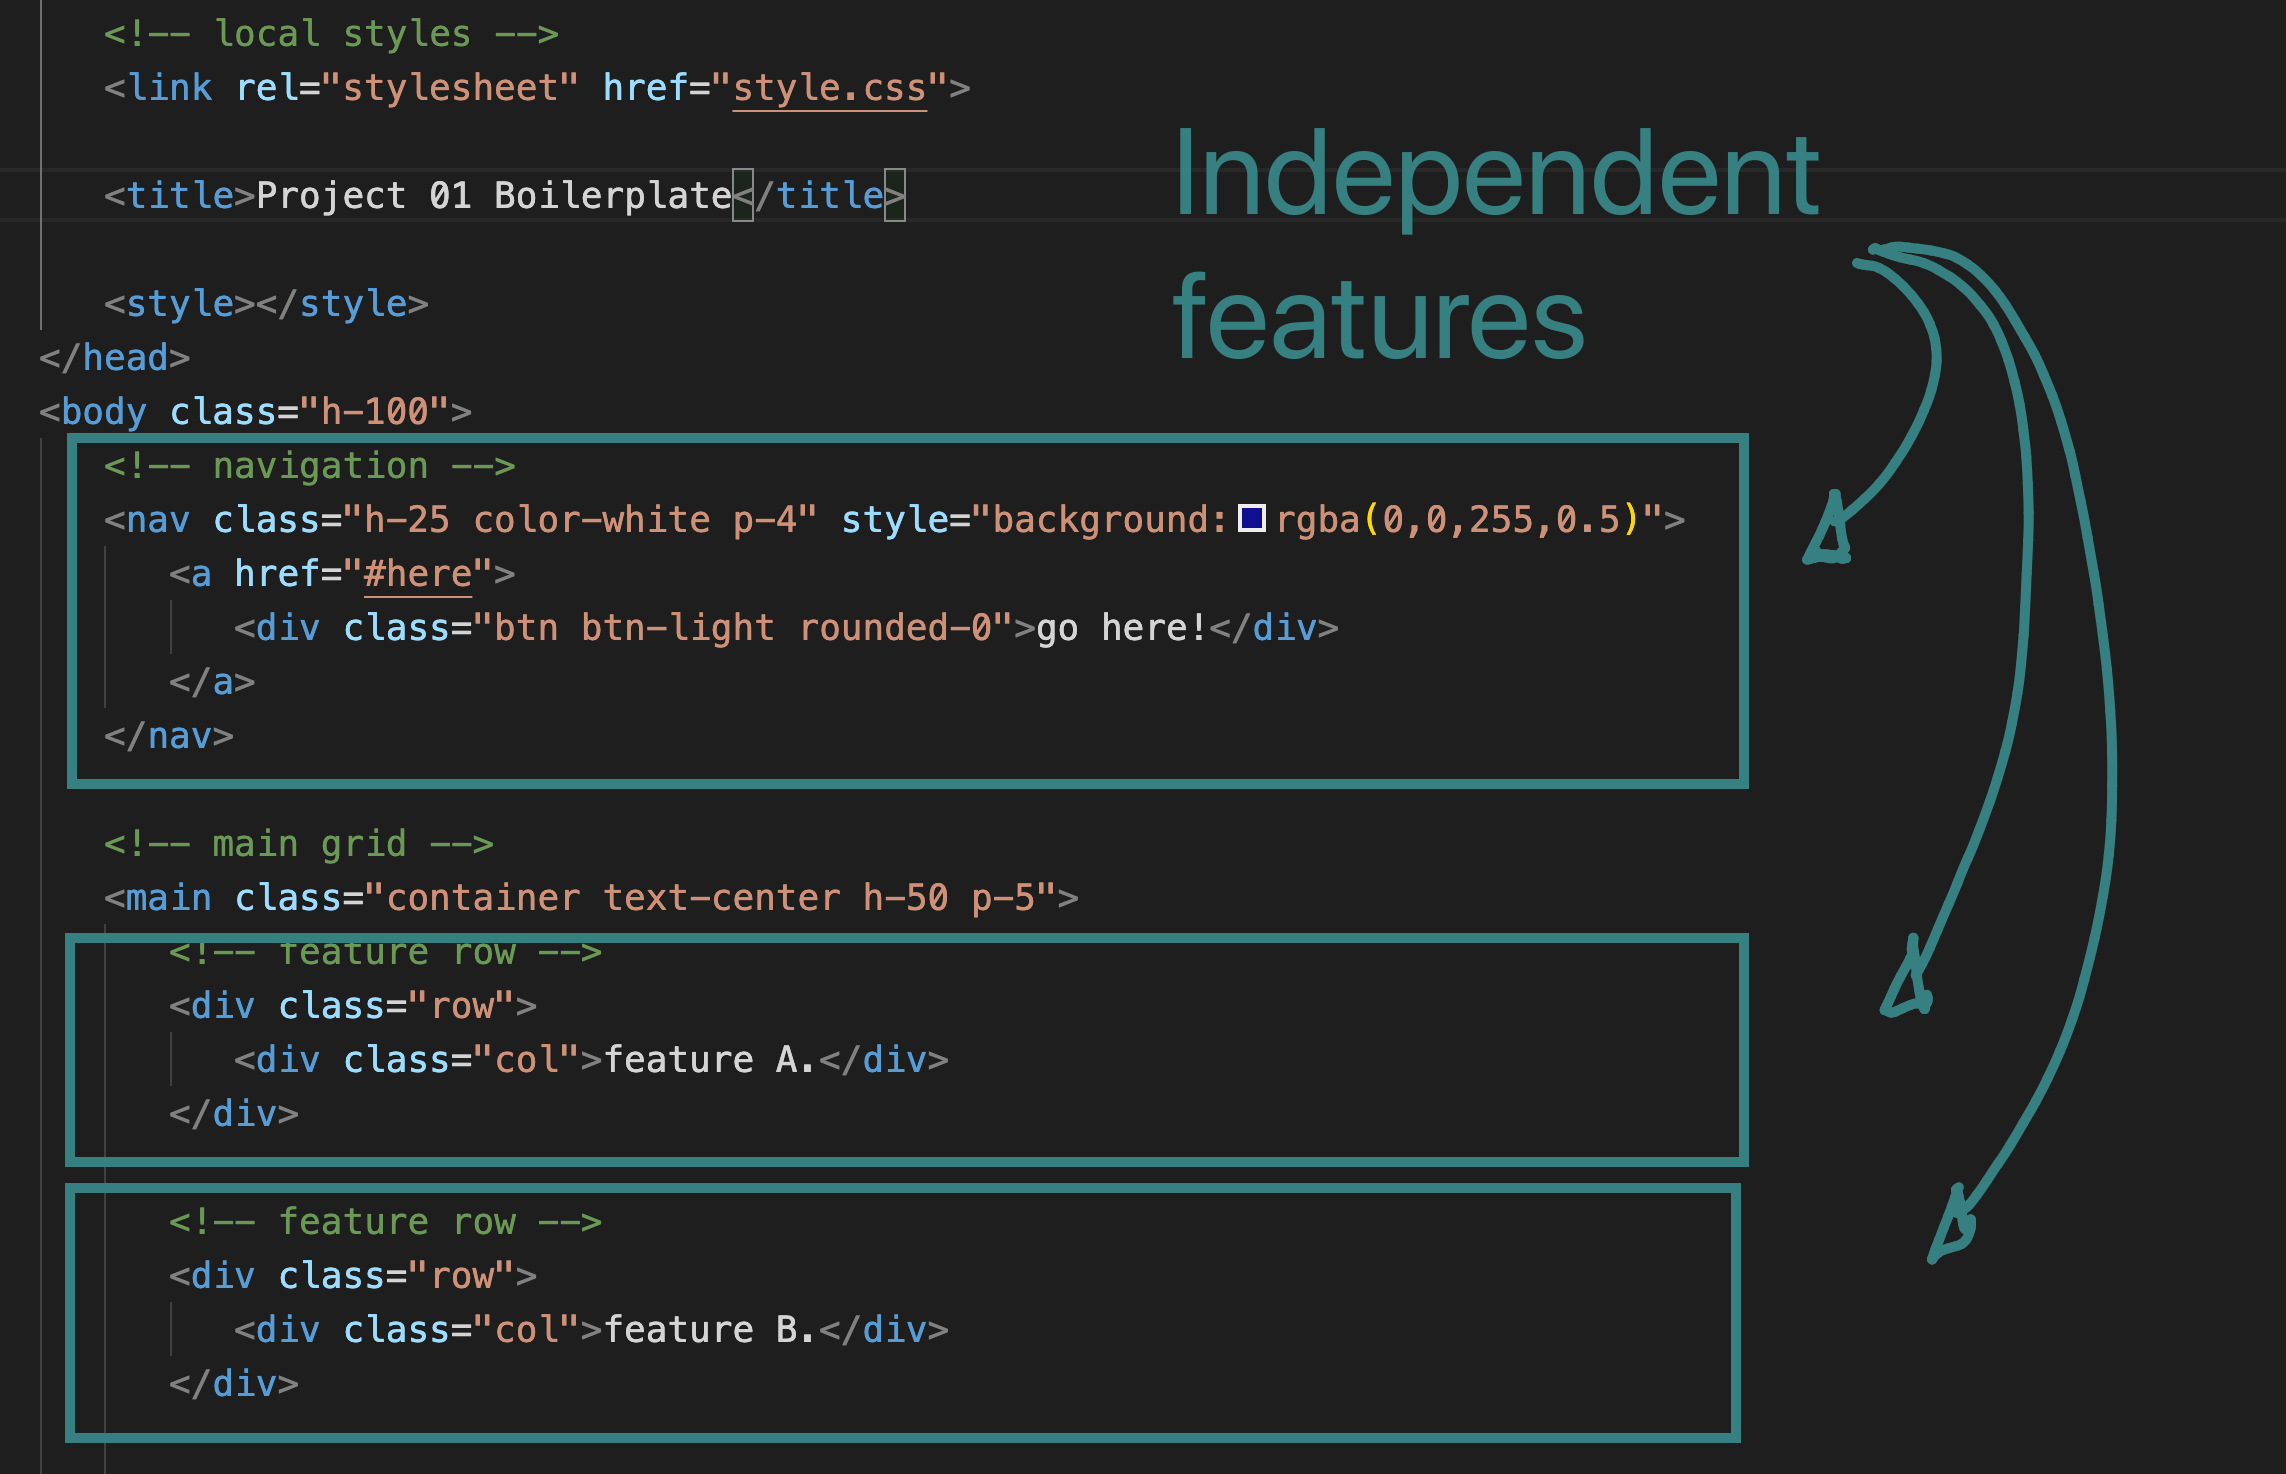 <!-- local styles -->
<link rel="stylesheet" href="style.css">
<title>Project 01 Boilerplate</title>
<style></style>
</head>
<body class="h-100">
Independent
features
<!-- navigation -->
<nav class="h-25 color-white p-4" style="background:rgba(0,0,255,0.5)">
<a href="#here">
<div class="btn btn-light rounded-0">go here!</div>
</a>
</nav>
<!-- main grid -->
<main class="container text-center h-50 p-5">
<!-- feature row -->
<div class="row">
<div class="col">feature A.</div>
</div>
<!-- feature row -->
<div class="row">
<div class="col">feature B.</div>
</div>